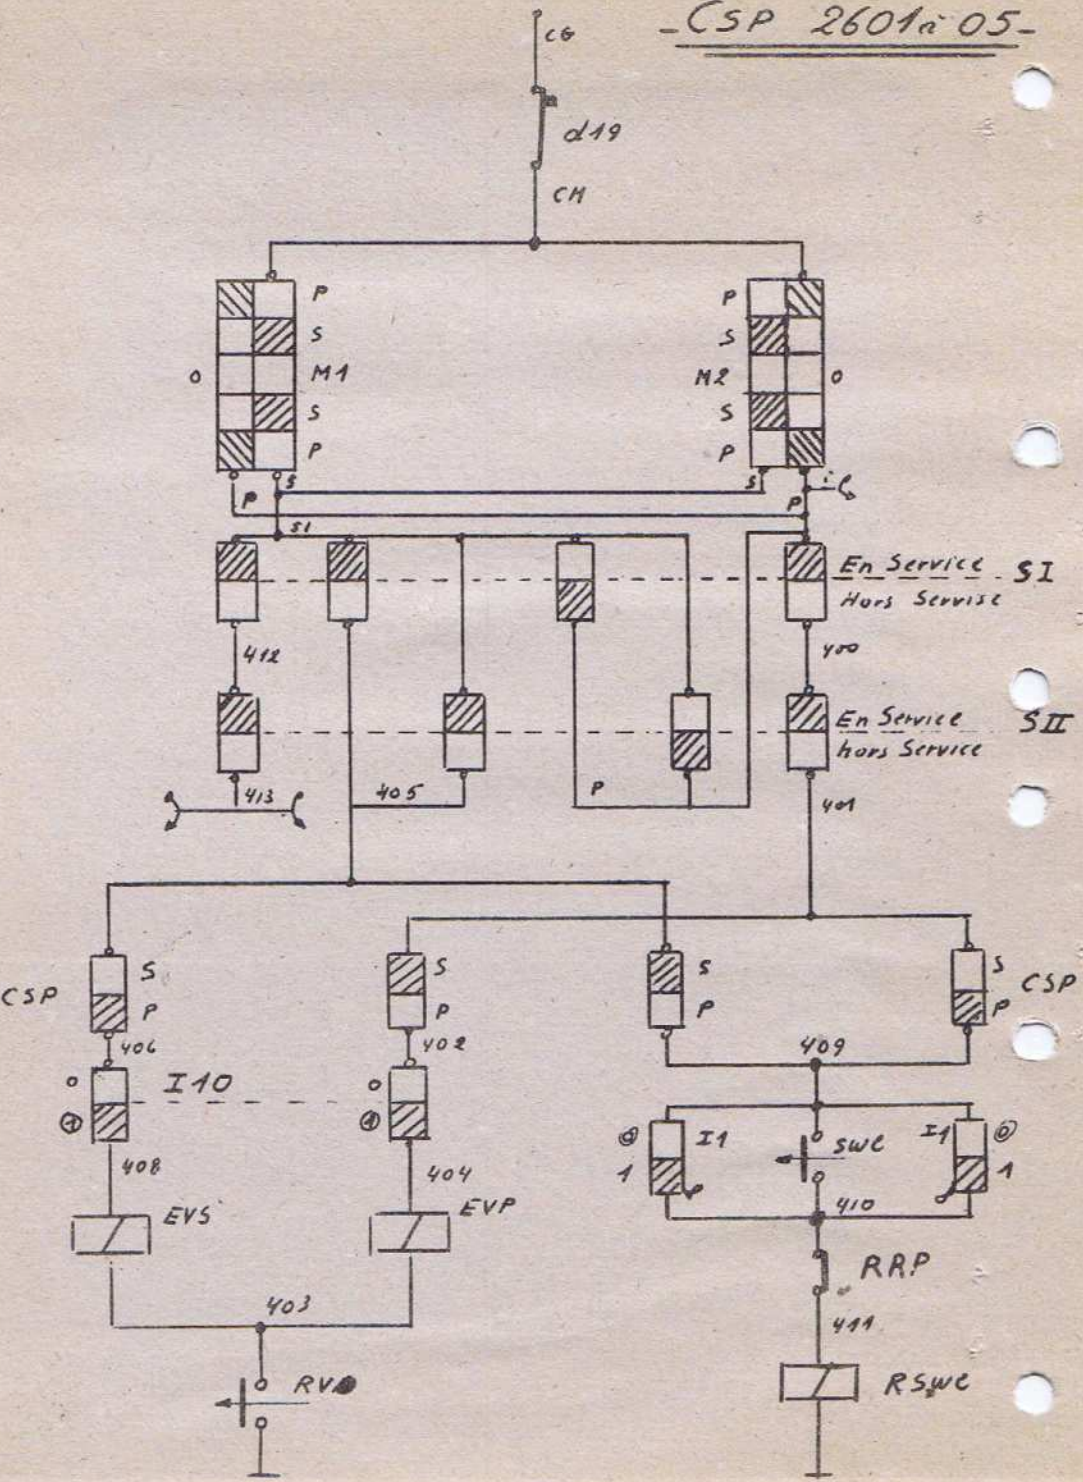 - CSP 2601 à 05 -
CG
d19
CM
P
S
O M1
S
P
P
S
M2 O
S
P
S
P
S
P
S1
En Service
Hors Service
SI
412
400
En Service
hors Service
SII
413
405
P
401
CSP
S
P
S
P
S
P
S
P
CSP
406
402
409
O
1
I10
O
1
O
1
I1
SWC
I1
O
1
408
404
410
EVS
EVP
RRP
403
411
RSWC